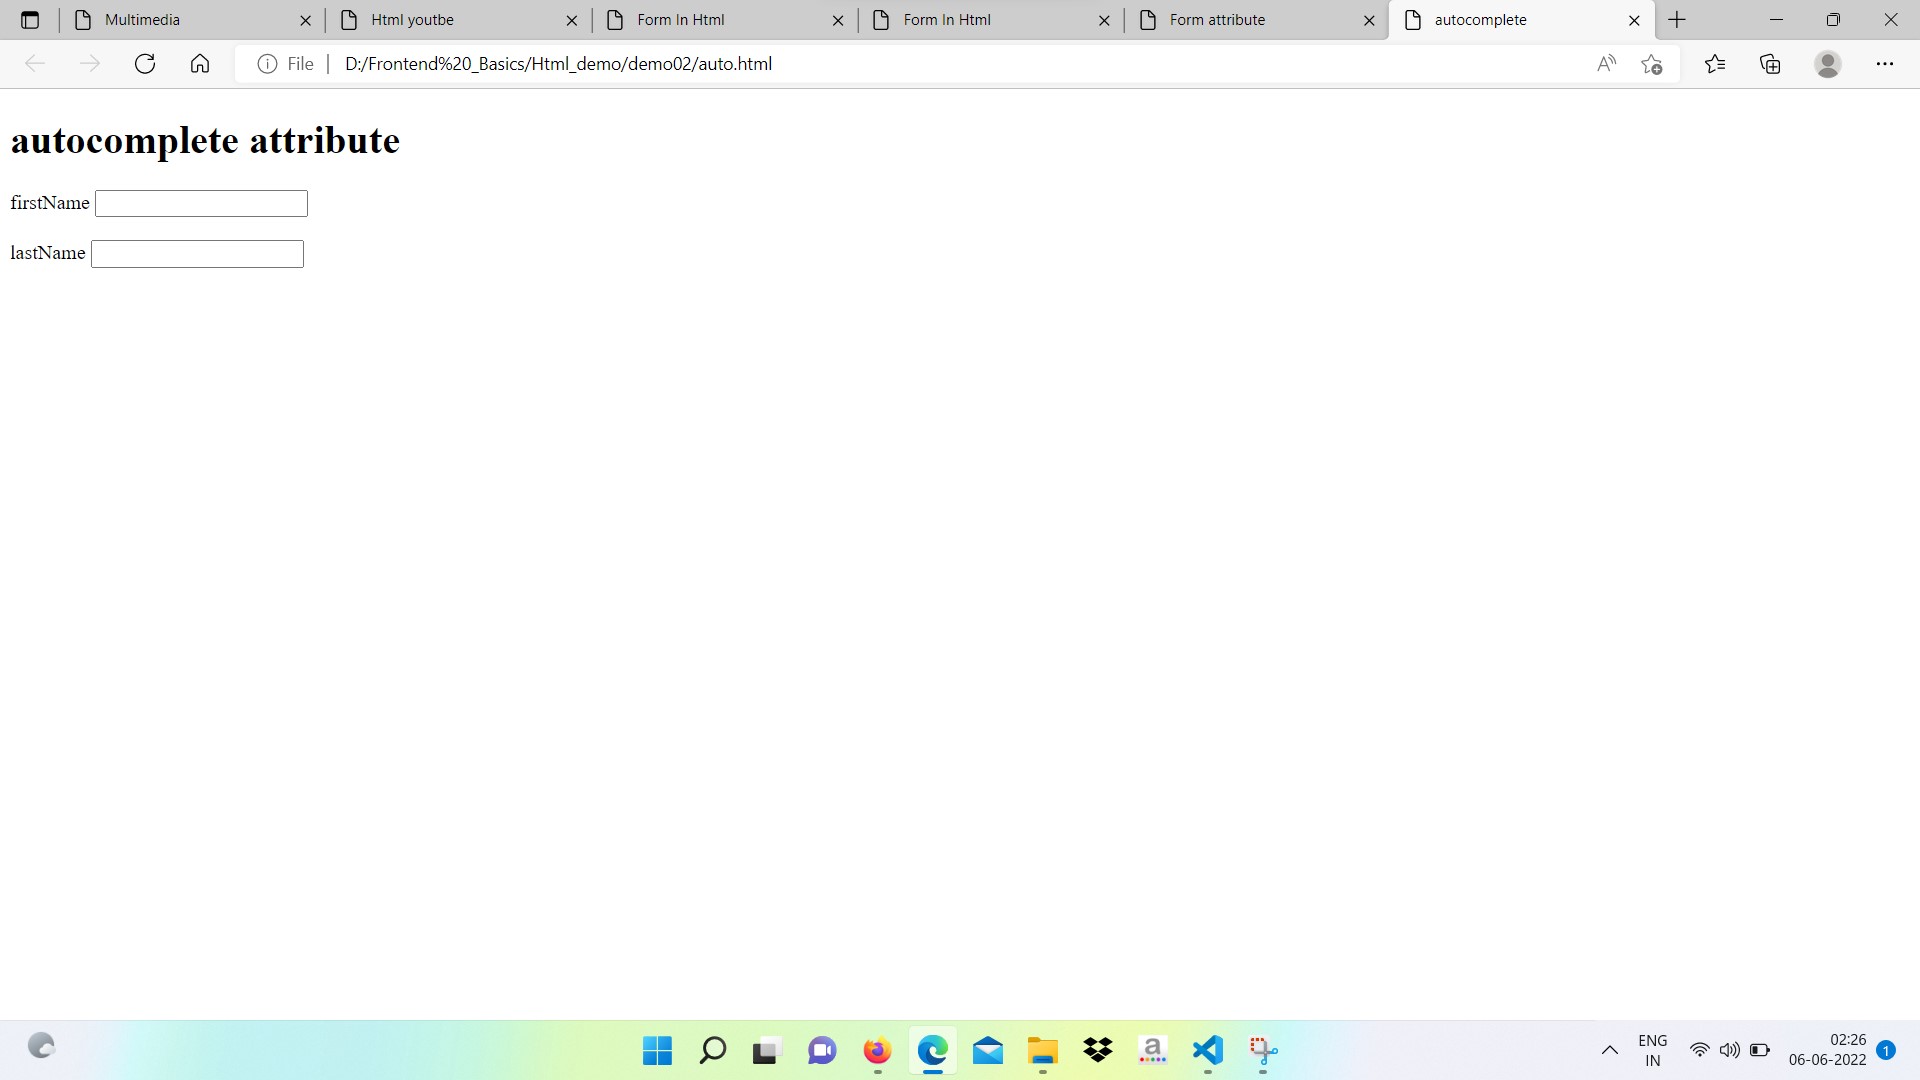 Multimedia
Html youtbe
Form In Html
Form In Html
Form attribute
autocomplete
File
D:/Frontend%20_Basics/Html_demo/demo02/auto.html
autocomplete attribute
firstName
lastName
ENG
IN
02:26
06-06-2022
1